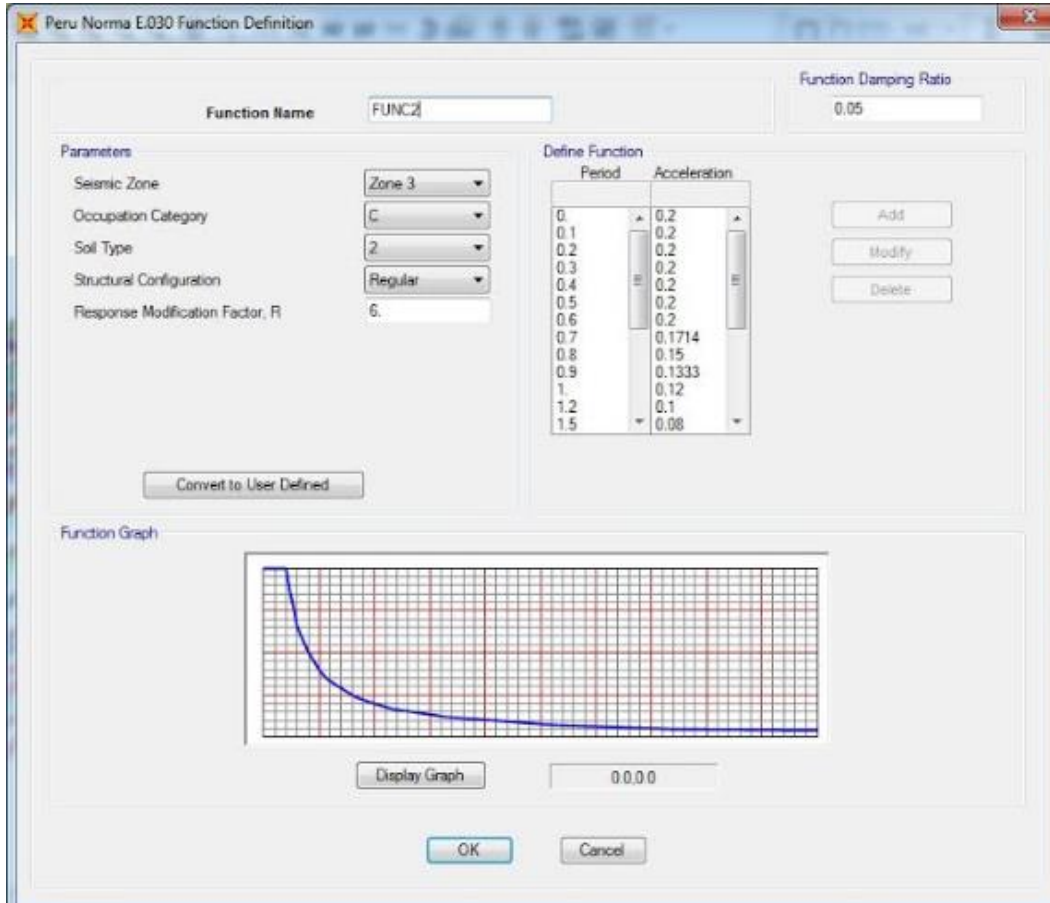 Peru Norma E.030 Function Definition
Function Damping Ratio
Function Name FUNC2 0.05
Parameters
Seismic Zone Zone 3
Occupation Category C
Soil Type 2
Structural Configuration Regular
Response Modification Factor, R 6.
Convert to User Defined
Define Function
Period Acceleration
0. 0.2
0.1 0.2
0.2 0.2
0.3 0.2
0.4 0.2
0.5 0.2
0.6 0.2
0.7 0.1714
0.8 0.15
0.9 0.1333
1. 0.12
1.2 0.1
1.5 0.08
Add
Modify
Delete
Function Graph
Display Graph
OK Cancel